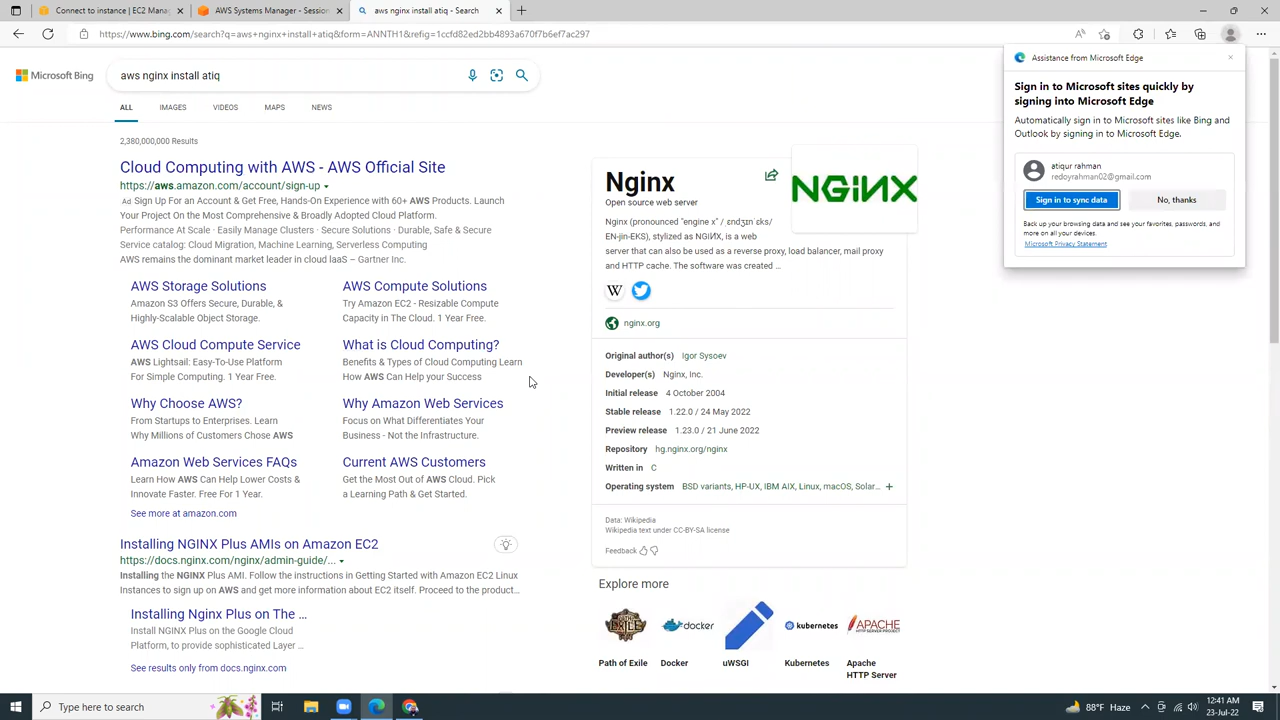 Connect to EC2 Management
AWS Management
aws nginx install atiq - Search
https://www.bing.com/search?q=aws+nginx+install+atiq&form=ANNTH1&refig=1ccfd82ed2bb4893a670f7b6ef7ac297
Microsoft Bing
aws nginx install atiq
ALL
IMAGES
VIDEOS
MAPS
NEWS
2,380,000,000 Results
Cloud Computing with AWS - AWS Official Site
https://aws.amazon.com/account/sign-up
Ad Sign Up For an Account & Get Free, Hands-On Experience with 60+ AWS Products. Launch
Your Project On the Most Comprehensive & Broadly Adopted Cloud Platform.
Performance At Scale · Easily Manage Clusters · Secure Solutions · Durable, Safe & Secure
Service catalog: Cloud Migration, Machine Learning, Serverless Computing
AWS remains the dominant market leader in cloud IaaS – Gartner Inc.
AWS Storage Solutions
Amazon S3 Offers Secure, Durable, &
Highly-Scalable Object Storage.
AWS Compute Solutions
Try Amazon EC2 - Resizable Compute
Capacity in The Cloud. 1 Year Free.
AWS Cloud Compute Service
AWS Lightsail: Easy-To-Use Platform
For Simple Computing. 1 Year Free.
What is Cloud Computing?
Benefits & Types of Cloud Computing Learn
How AWS Can Help your Success
Why Choose AWS?
From Startups to Enterprises. Learn
Why Millions of Customers Chose AWS
Why Amazon Web Services
Focus on What Differentiates Your
Business - Not the Infrastructure.
Amazon Web Services FAQs
Learn How AWS Can Help Lower Costs &
Innovate Faster. Free For 1 Year.
Current AWS Customers
Get the Most Out of AWS Cloud. Pick
a Learning Path & Get Started.
See more at amazon.com
Installing NGINX Plus AMIs on Amazon EC2
https://docs.nginx.com/nginx/admin-guide/...
Installing the NGINX Plus AMI. Follow the instructions in Getting Started with Amazon EC2 Linux
Instances to sign up on AWS and get more information about EC2 itself. Proceed to the product…
Installing Nginx Plus on The ...
Install NGINX Plus on the Google Cloud
Platform, to provide sophisticated Layer ...
See results only from docs.nginx.com
Nginx
Open source web server
NGINX
Nginx (pronounced "engine x" / ˌɛndʒɪnˈɛks/
EN-jin-EKS), stylized as NGIИX, is a web
server that can also be used as a reverse proxy, load balancer, mail proxy
and HTTP cache. The software was created ...
W
nginx.org
Original author(s) Igor Sysoev
Developer(s) Nginx, Inc.
Initial release 4 October 2004
Stable release 1.22.0 / 24 May 2022
Preview release 1.23.0 / 21 June 2022
Repository hg.nginx.org/nginx
Written in C
Operating system BSD variants, HP-UX, IBM AIX, Linux, macOS, Solar…
Data: Wikipedia
Wikipedia text under CC-BY-SA license
Feedback
Explore more
docker
kubernetes
APACHE
HTTP SERVER PROJECT
Path of Exile
Docker
uWSGI
Kubernetes
Apache
HTTP Server
Assistance from Microsoft Edge
Sign in to Microsoft sites quickly by
signing into Microsoft Edge
Automatically sign in to Microsoft sites like Bing and
Outlook by signing in to Microsoft Edge.
atiqur rahman
redoyrahman02@gmail.com
Sign in to sync data
No, thanks
Back up your browsing data and see your favorites, passwords, and
more on all your devices.
Microsoft Privacy Statement
Type here to search
88°F Haze
12:41 AM
23-Jul-22